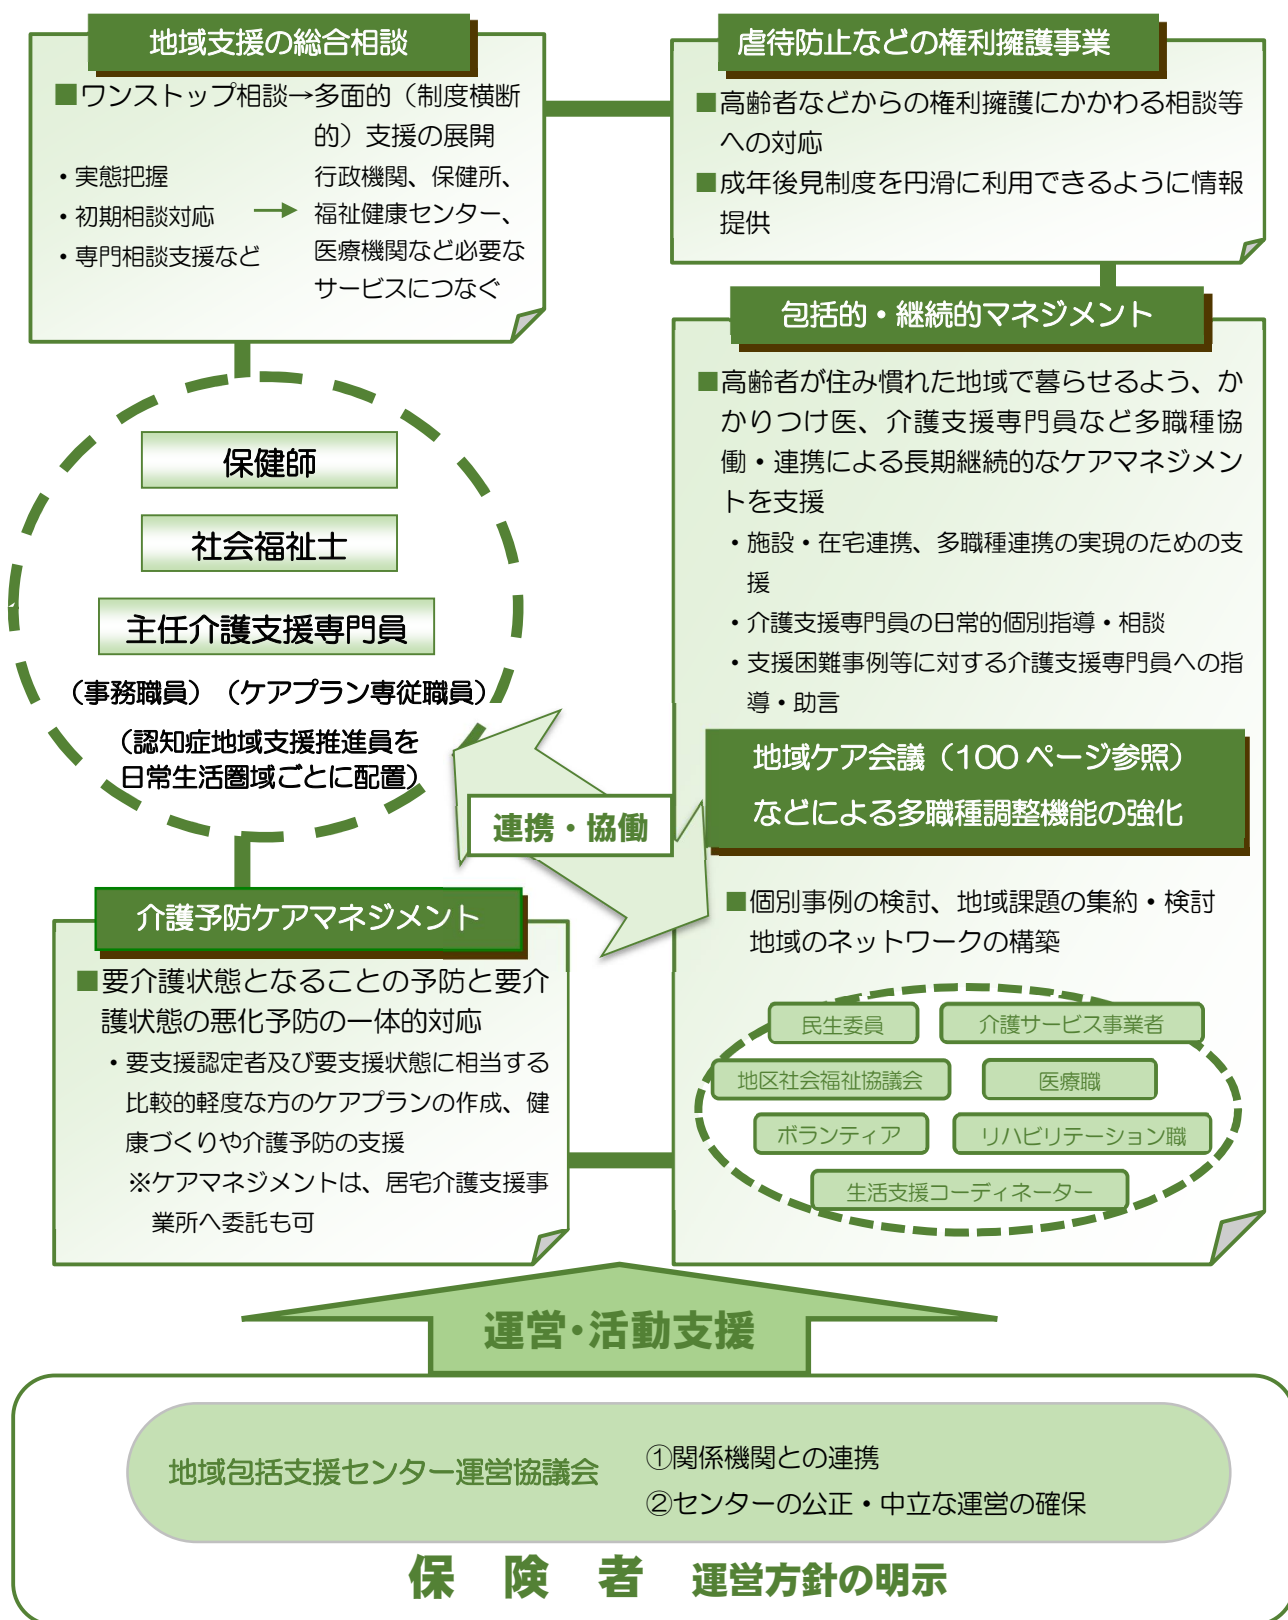 地域支援の総合相談
■ワンストップ相談→多面的（制度横断
的）支援の展開
・実態把握
・初期相談対応
・専門相談支援など
→
行政機関、保健所、
福祉健康センター、
医療機関など必要な
サービスにつなぐ
虐待防止などの権利擁護事業
■高齢者などからの権利擁護にかかわる相談等
への対応
■成年後見制度を円滑に利用できるように情報
提供
包括的・継続的マネジメント
■高齢者が住み慣れた地域で暮らせるよう、か
かりつけ医、介護支援専門員など多職種協
働・連携による長期継続的なケアマネジメン
トを支援
・施設・在宅連携、多職種連携の実現のための支
援
・介護支援専門員の日常的個別指導・相談
・支援困難事例等に対する介護支援専門員への指
導・助言
地域ケア会議（100 ページ参照）
などによる多職種調整機能の強化
■個別事例の検討、地域課題の集約・検討
地域のネットワークの構築
民生委員
介護サービス事業者
地区社会福祉協議会
医療職
ボランティア
リハビリテーション職
生活支援コーディネーター
保健師
社会福祉士
主任介護支援専門員
（事務職員）（ケアプラン専従職員）
（認知症地域支援推進員を
日常生活圏域ごとに配置）
連携・協働
介護予防ケアマネジメント
■要介護状態となることの予防と要介
護状態の悪化予防の一体的対応
・要支援認定者及び要支援状態に相当する
比較的軽度な方のケアプランの作成、健
康づくりや介護予防の支援
※ケアマネジメントは、居宅介護支援事
業所へ委託も可
運営・活動支援
地域包括支援センター運営協議会
①関係機関との連携
②センターの公正・中立な運営の確保
保　険　者　運営方針の明示